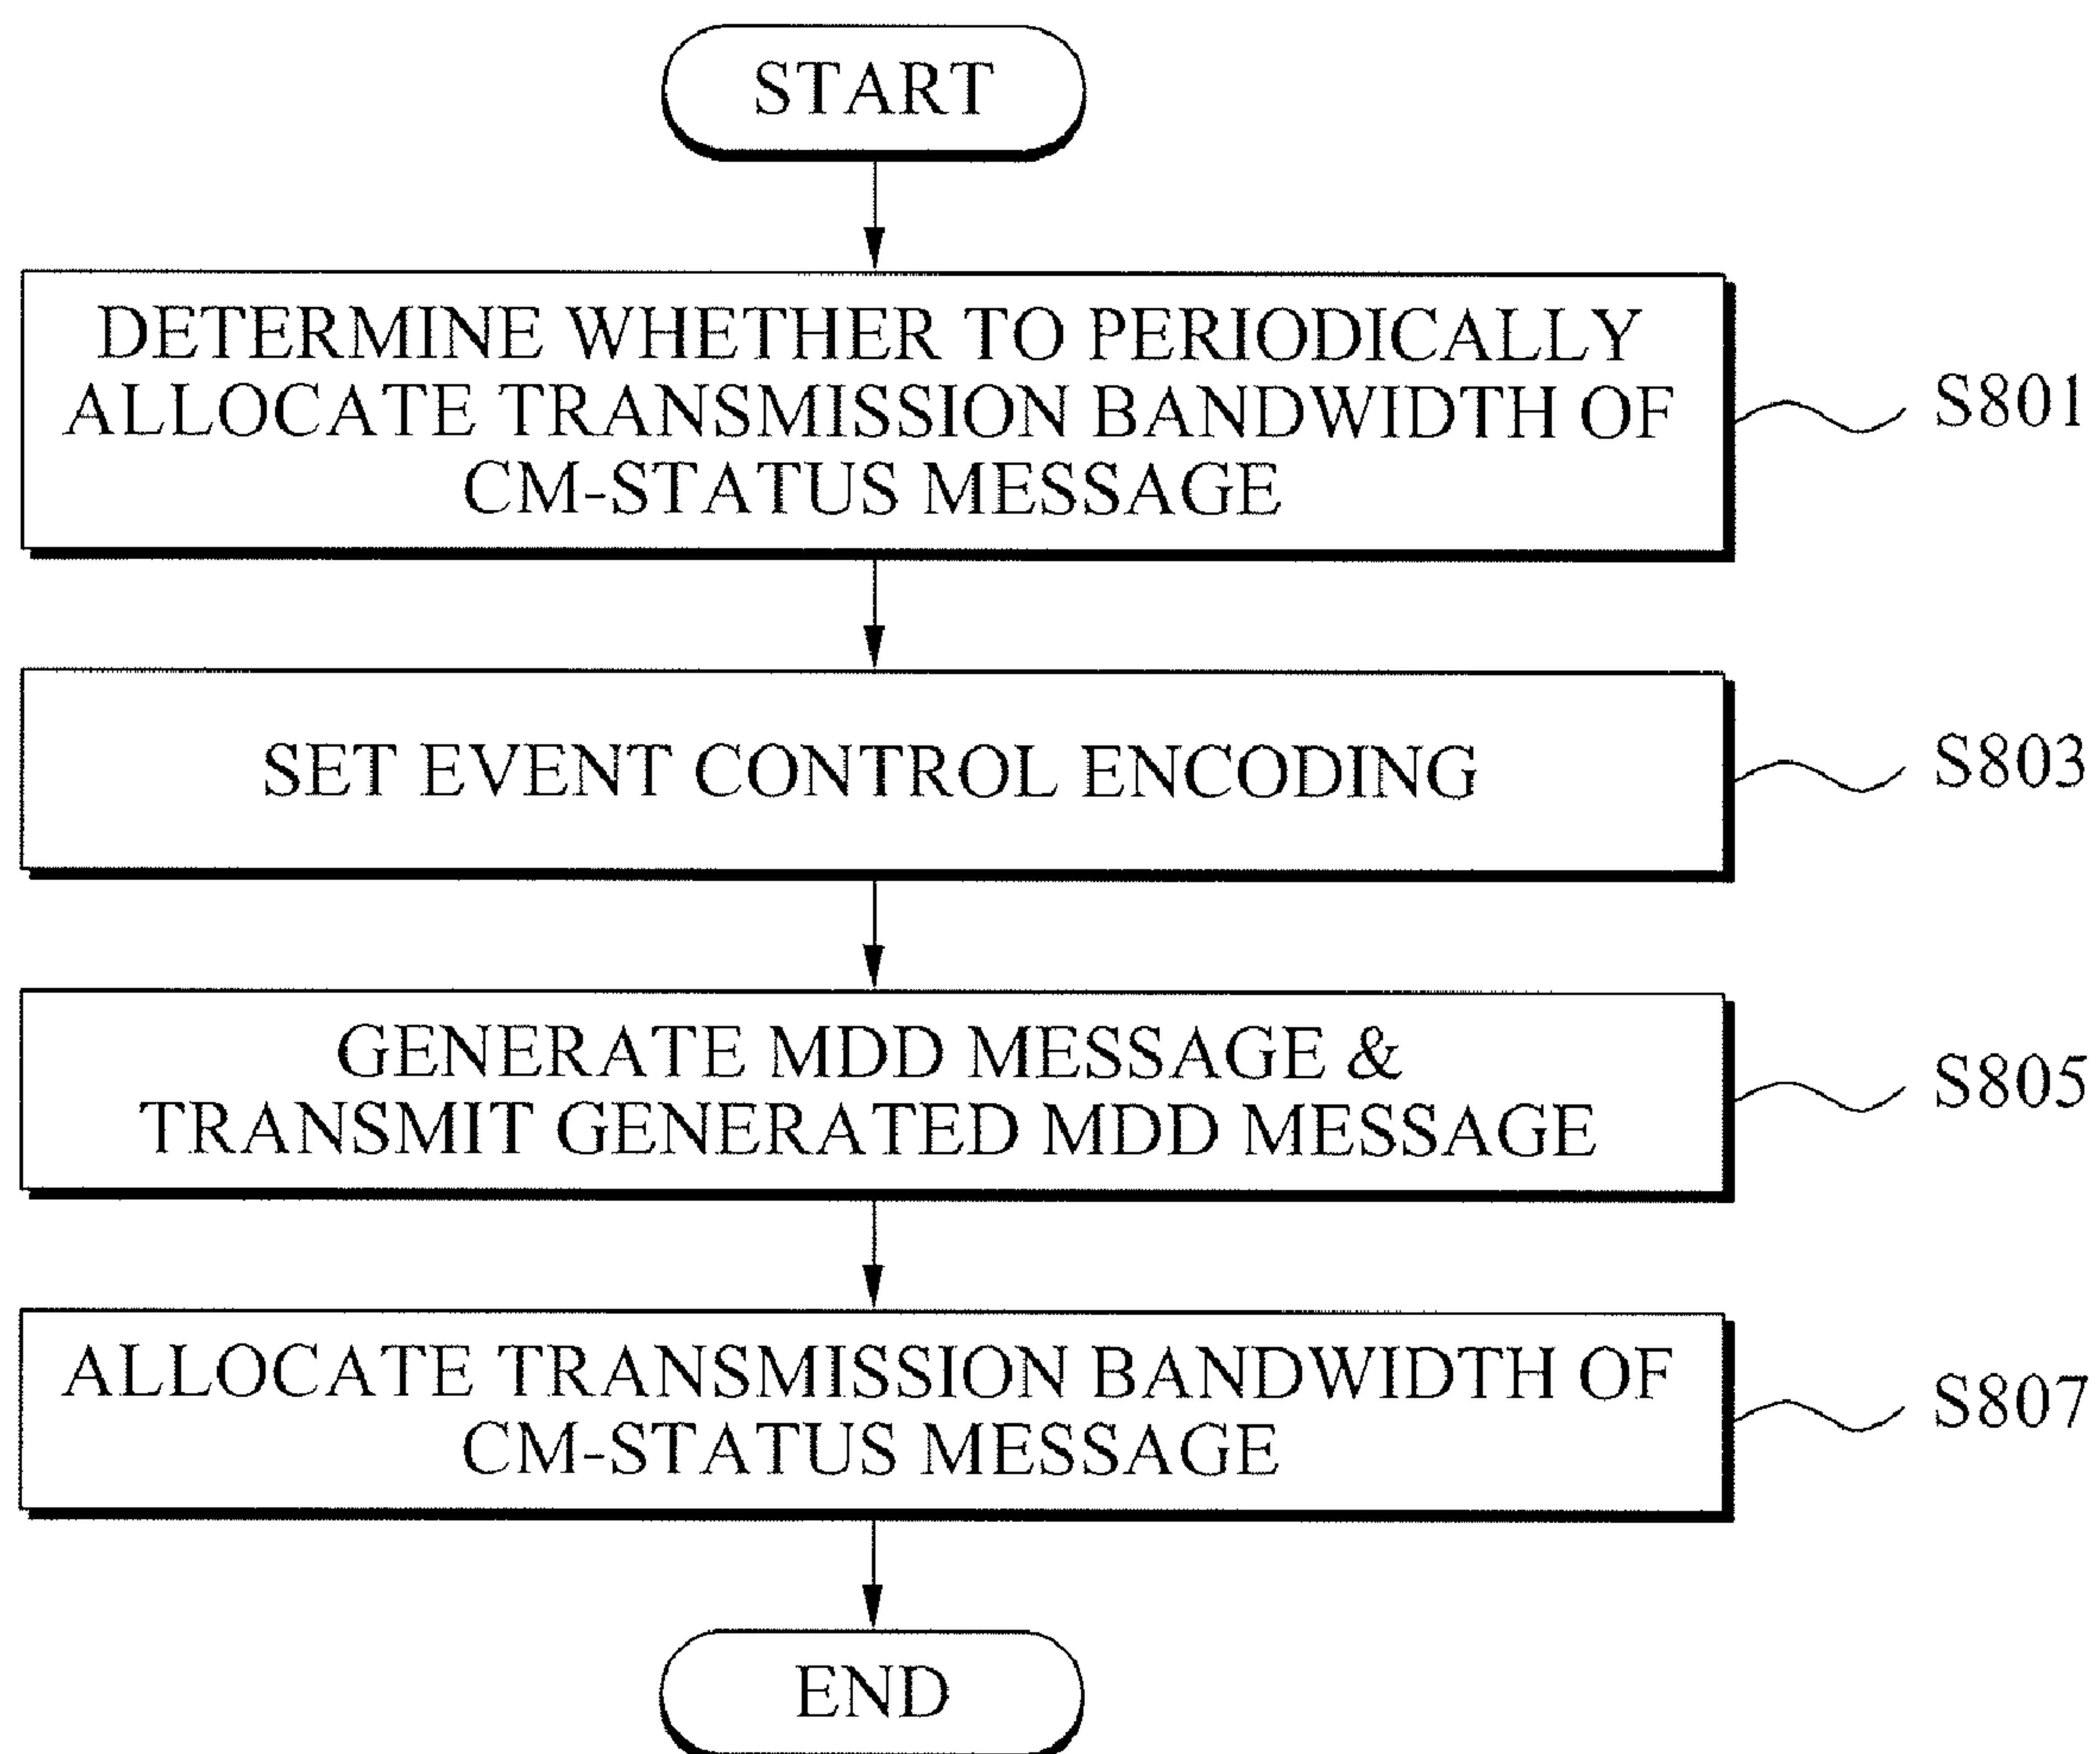 START
DETERMINE WHETHER TO PERIODICALLY
ALLOCATE TRANSMISSION BANDWIDTH OF
CM-STATUS MESSAGE
S801
SET EVENT CONTROL ENCODING
S803
GENERATE MDD MESSAGE &
TRANSMIT GENERATED MDD MESSAGE
S805
ALLOCATE TRANSMISSION BANDWIDTH OF
CM-STATUS MESSAGE
S807
END